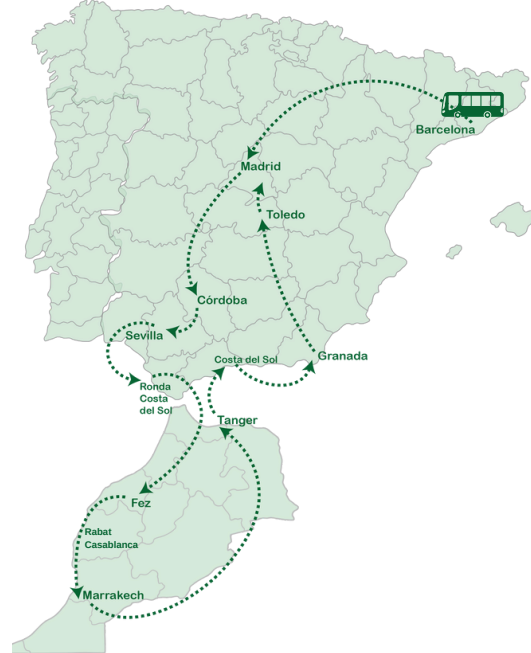 Barcelona
Madrid
Toledo
Córdoba
Sevilla
Costa del Sol
Granada
Ronda
Costa
del Sol
Tanger
Fez
Rabat
Casablanca
Marrakech